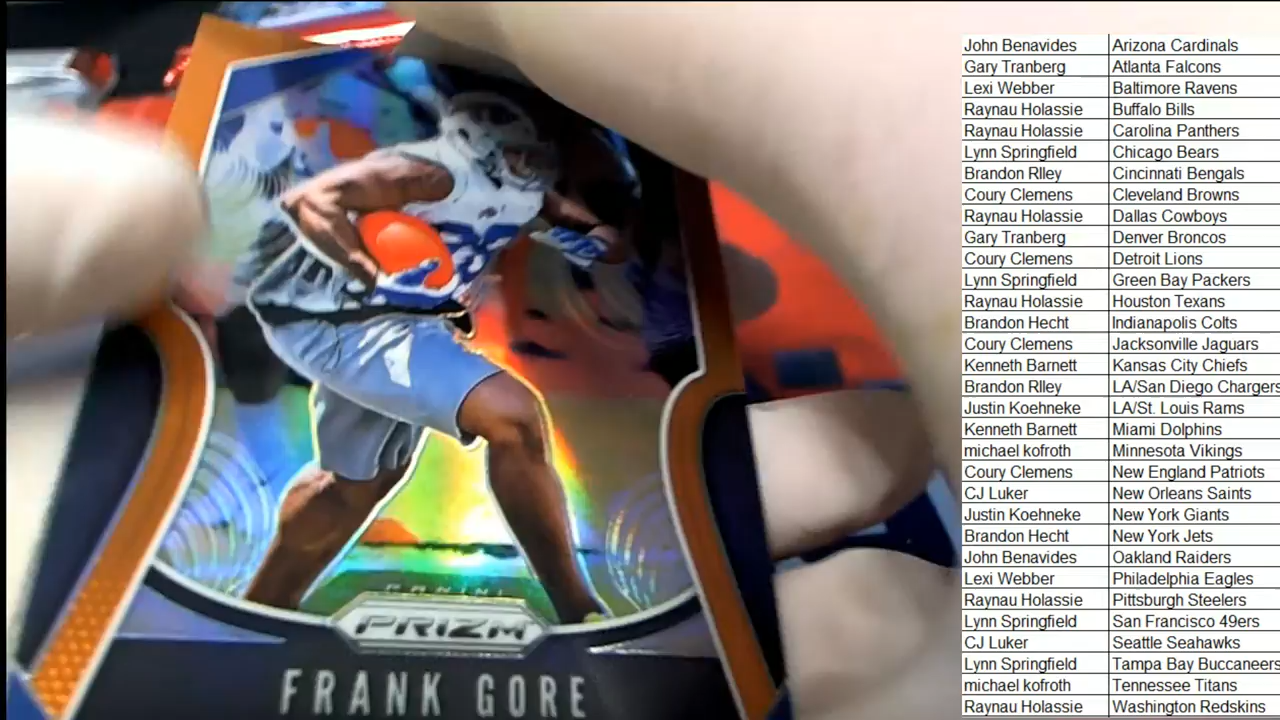 PANINI
PRIZM
FRANK GORE
John Benavides Arizona Cardinals
Gary Tranberg Atlanta Falcons
Lexi Webber Baltimore Ravens
Raynau Holassie Buffalo Bills
Raynau Holassie Carolina Panthers
Lynn Springfield Chicago Bears
Brandon Rlley Cincinnati Bengals
Coury Clemens Cleveland Browns
Raynau Holassie Dallas Cowboys
Gary Tranberg Denver Broncos
Coury Clemens Detroit Lions
Lynn Springfield Green Bay Packers
Raynau Holassie Houston Texans
Brandon Hecht Indianapolis Colts
Coury Clemens Jacksonville Jaguars
Kenneth Barnett Kansas City Chiefs
Brandon Rlley LA/San Diego Chargers
Justin Koehneke LA/St. Louis Rams
Kenneth Barnett Miami Dolphins
michael kofroth Minnesota Vikings
Coury Clemens New England Patriots
CJ Luker New Orleans Saints
Justin Koehneke New York Giants
Brandon Hecht New York Jets
John Benavides Oakland Raiders
Lexi Webber Philadelphia Eagles
Raynau Holassie Pittsburgh Steelers
Lynn Springfield San Francisco 49ers
CJ Luker Seattle Seahawks
Lynn Springfield Tampa Bay Buccaneers
michael kofroth Tennessee Titans
Raynau Holassie Washington Redskins